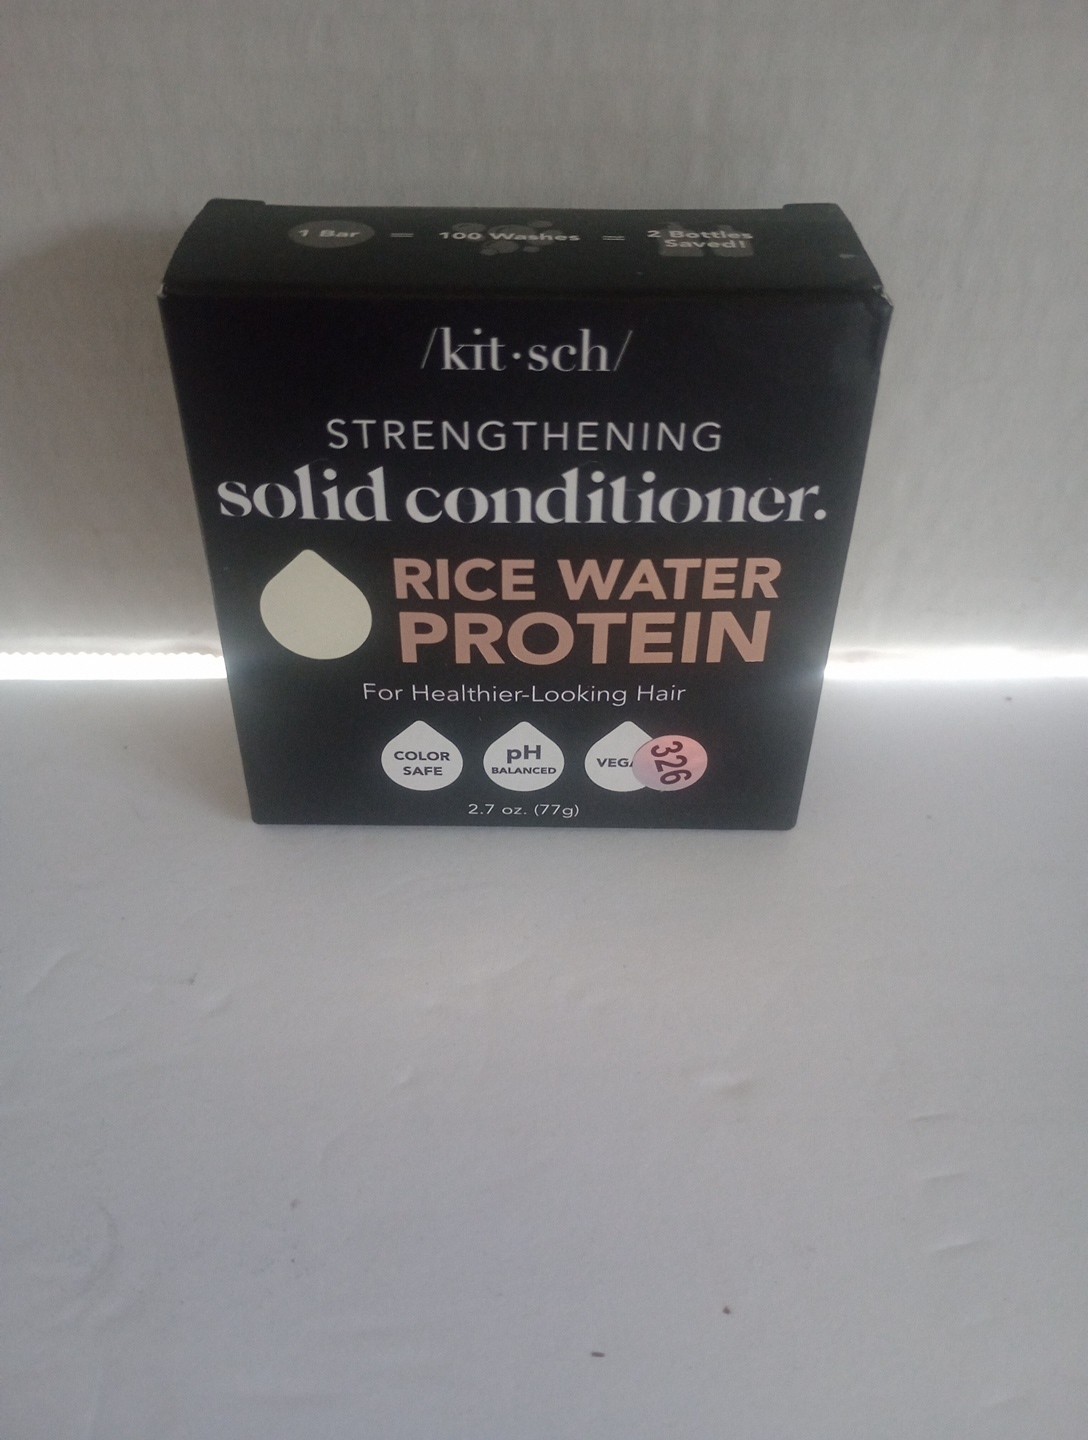 1 Bar = 100 Washes = 2 Bottles
Saved!
/kit·sch/
STRENGTHENING
solid conditioner.
RICE WATER
PROTEIN
For Healthier-Looking Hair
COLOR
SAFE
pH
BALANCED
VEGA
326
2.7 oz. (77g)